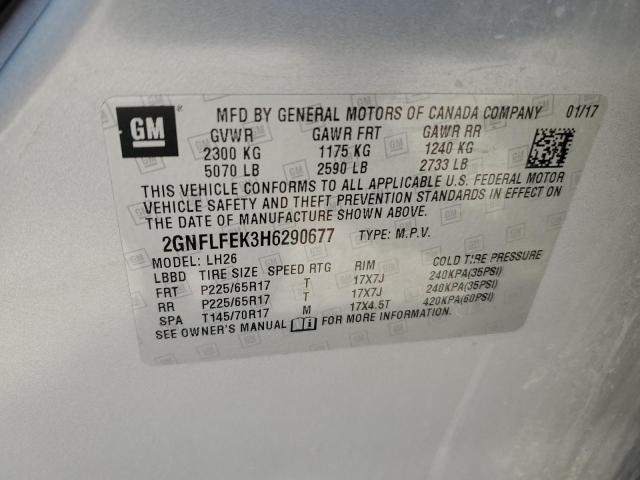 GM
MFD BY GENERAL MOTORS OF CANADA COMPANY 01/17
GVWR GAWR FRT GAWR RR
2300 KG 1175 KG 1240 KG
5070 LB 2590 LB 2733 LB
THIS VEHICLE CONFORMS TO ALL APPLICABLE U.S. FEDERAL MOTOR
VEHICLE SAFETY AND THEFT PREVENTION STANDARDS IN EFFECT ON
THE DATE OF MANUFACTURE SHOWN ABOVE.
2GNFLFEK3H6290677 TYPE: M.P.V.
MODEL: LH26
LBBD TIRE SIZE SPEED RTG RIM COLD TIRE PRESSURE
FRT P225/65R17 T 17X7J 240KPA(35PSI)
RR P225/65R17 T 17X7J 240KPA(35PSI)
SPA T145/70R17 M 17X4.5T 420KPA(60PSI)
SEE OWNER'S MANUAL FOR MORE INFORMATION.